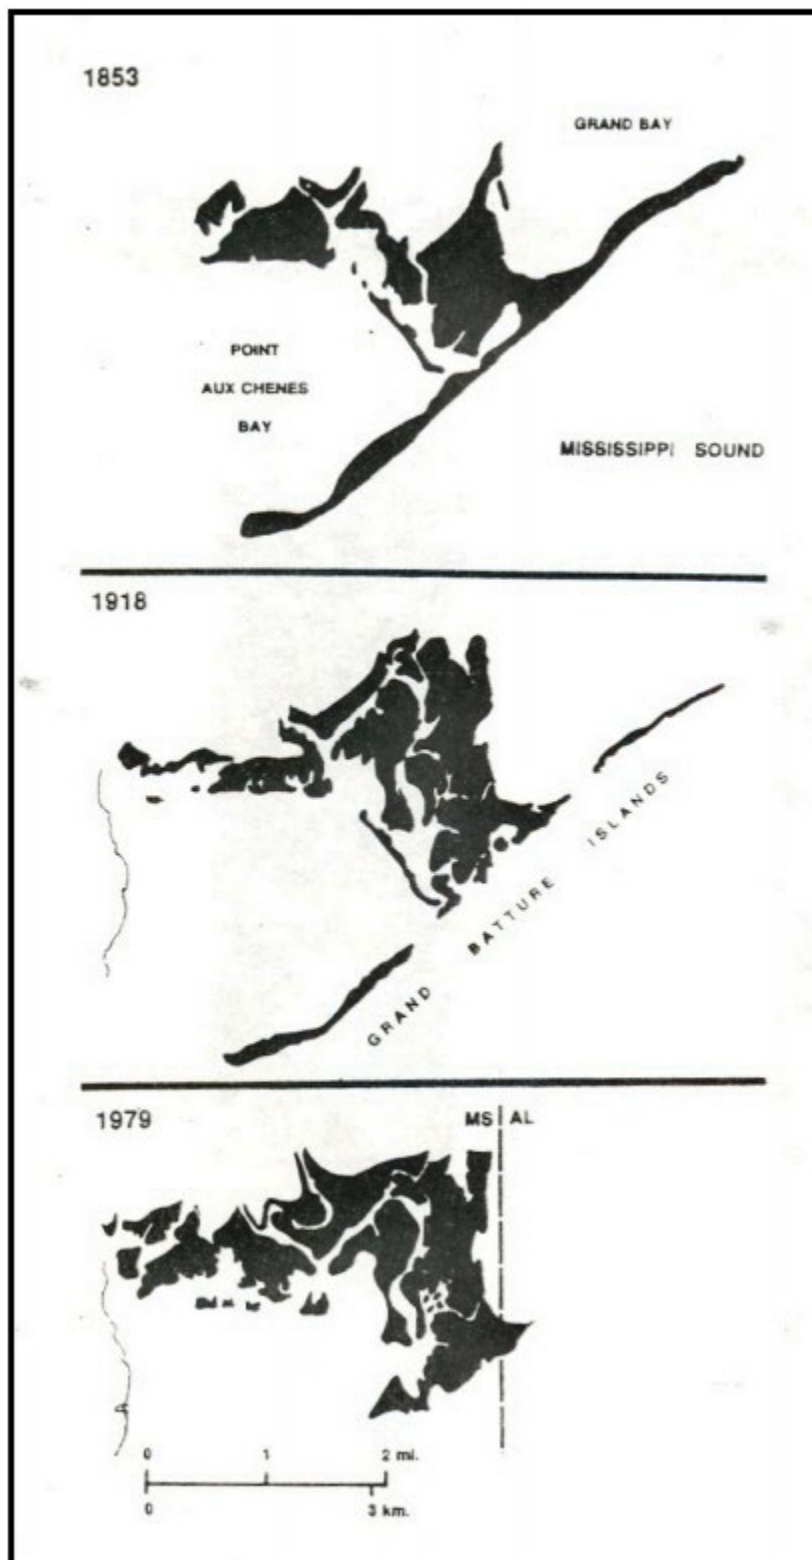 1853
GRAND BAY
POINT
AUX CHENES
BAY
MISSISSIPPI SOUND
1918
GRAND BATTURE ISLANDS
1979
MS AL
0 1 2 mi.
0 3 km.